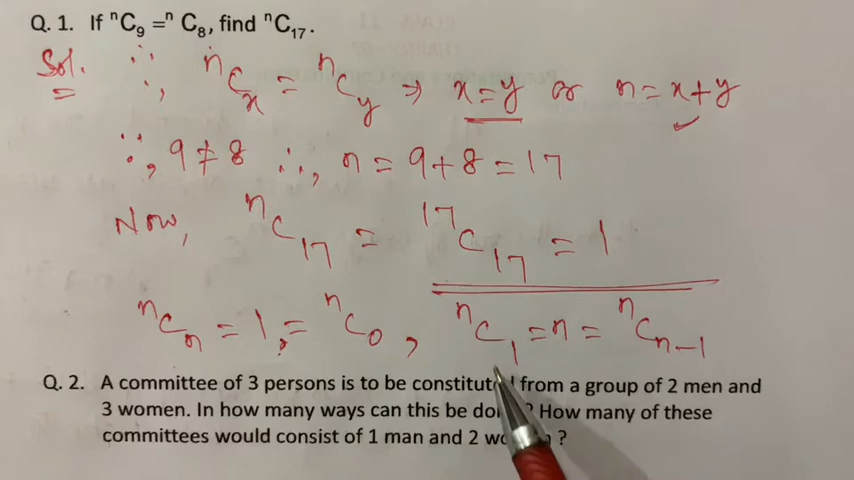 Q. 1. If ⁿC₉ =ⁿ C₈, find ⁿC₁₇.
Sol. ∵, ⁿCₓ = ⁿCᵧ ⇒ x = y or n = x + y
∵, 9 ≠ 8 ∴, n = 9 + 8 = 17
Now, ⁿC₁₇ = ¹⁷C₁₇ = 1
ⁿCₙ = 1, = ⁿC₀, ⁿC₁ = n = ⁿCₙ₋₁
Q. 2. A committee of 3 persons is to be constituted from a group of 2 men and
3 women. In how many ways can this be How many of these
committees would consist of 1 man and 2 ?